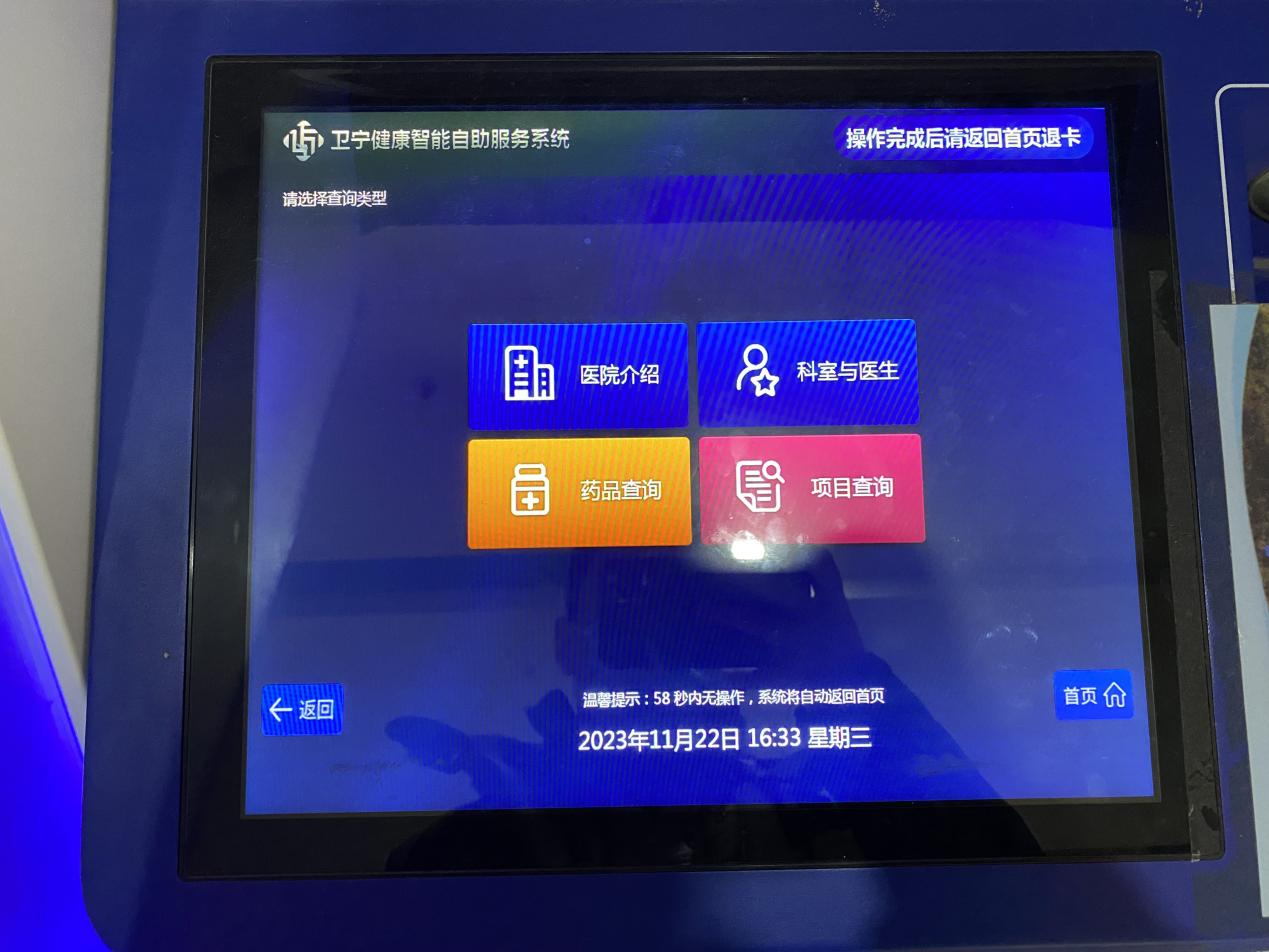 卫宁健康智能自助服务系统
操作完成后请返回首页退卡
请选择查询类型
医院介绍
科室与医生
药品查询
项目查询
返回
温馨提示：58 秒内无操作，系统将自动返回首页
首页
2023年11月22日 16:33 星期三